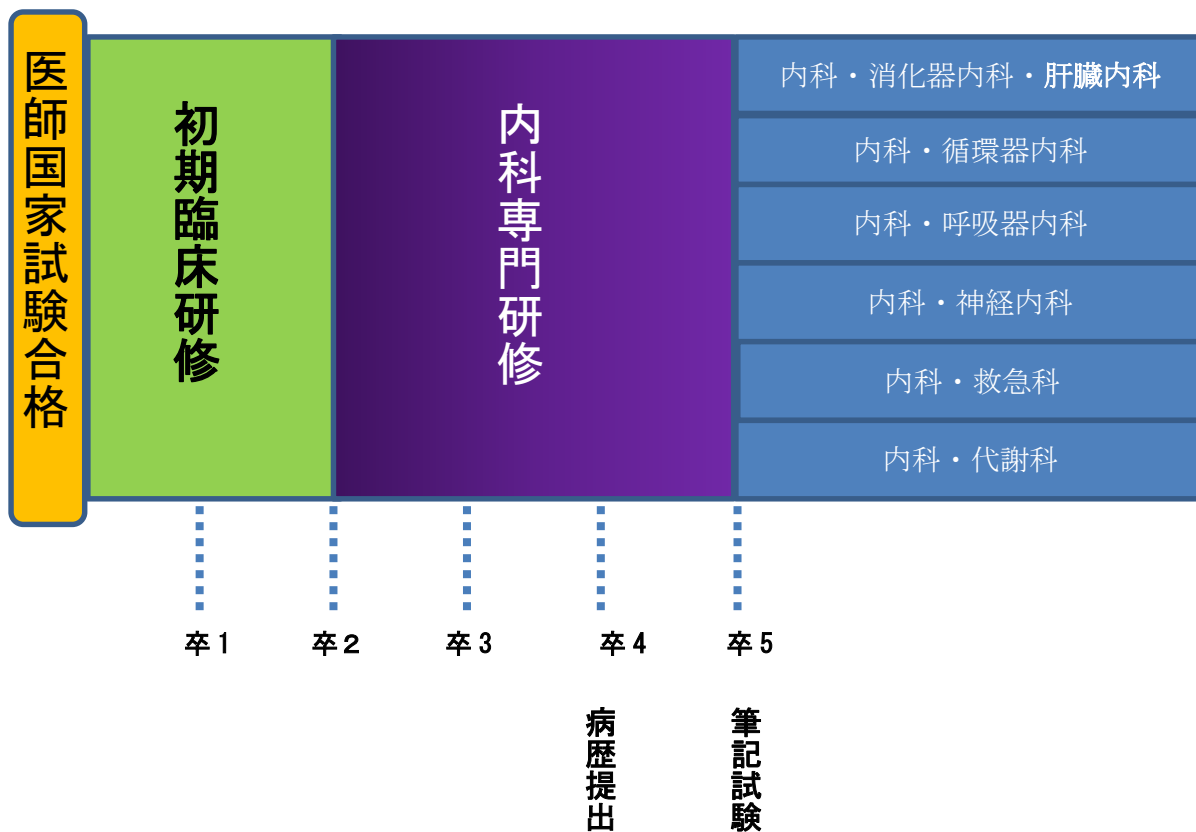 医師国家試験合格
初期臨床研修
内科専門研修
内科・消化器内科・肝臓内科
内科・循環器内科
内科・呼吸器内科
内科・神経内科
内科・救急科
内科・代謝科
卒1
卒2
卒3
卒4
卒5
病歴提出
筆記試験